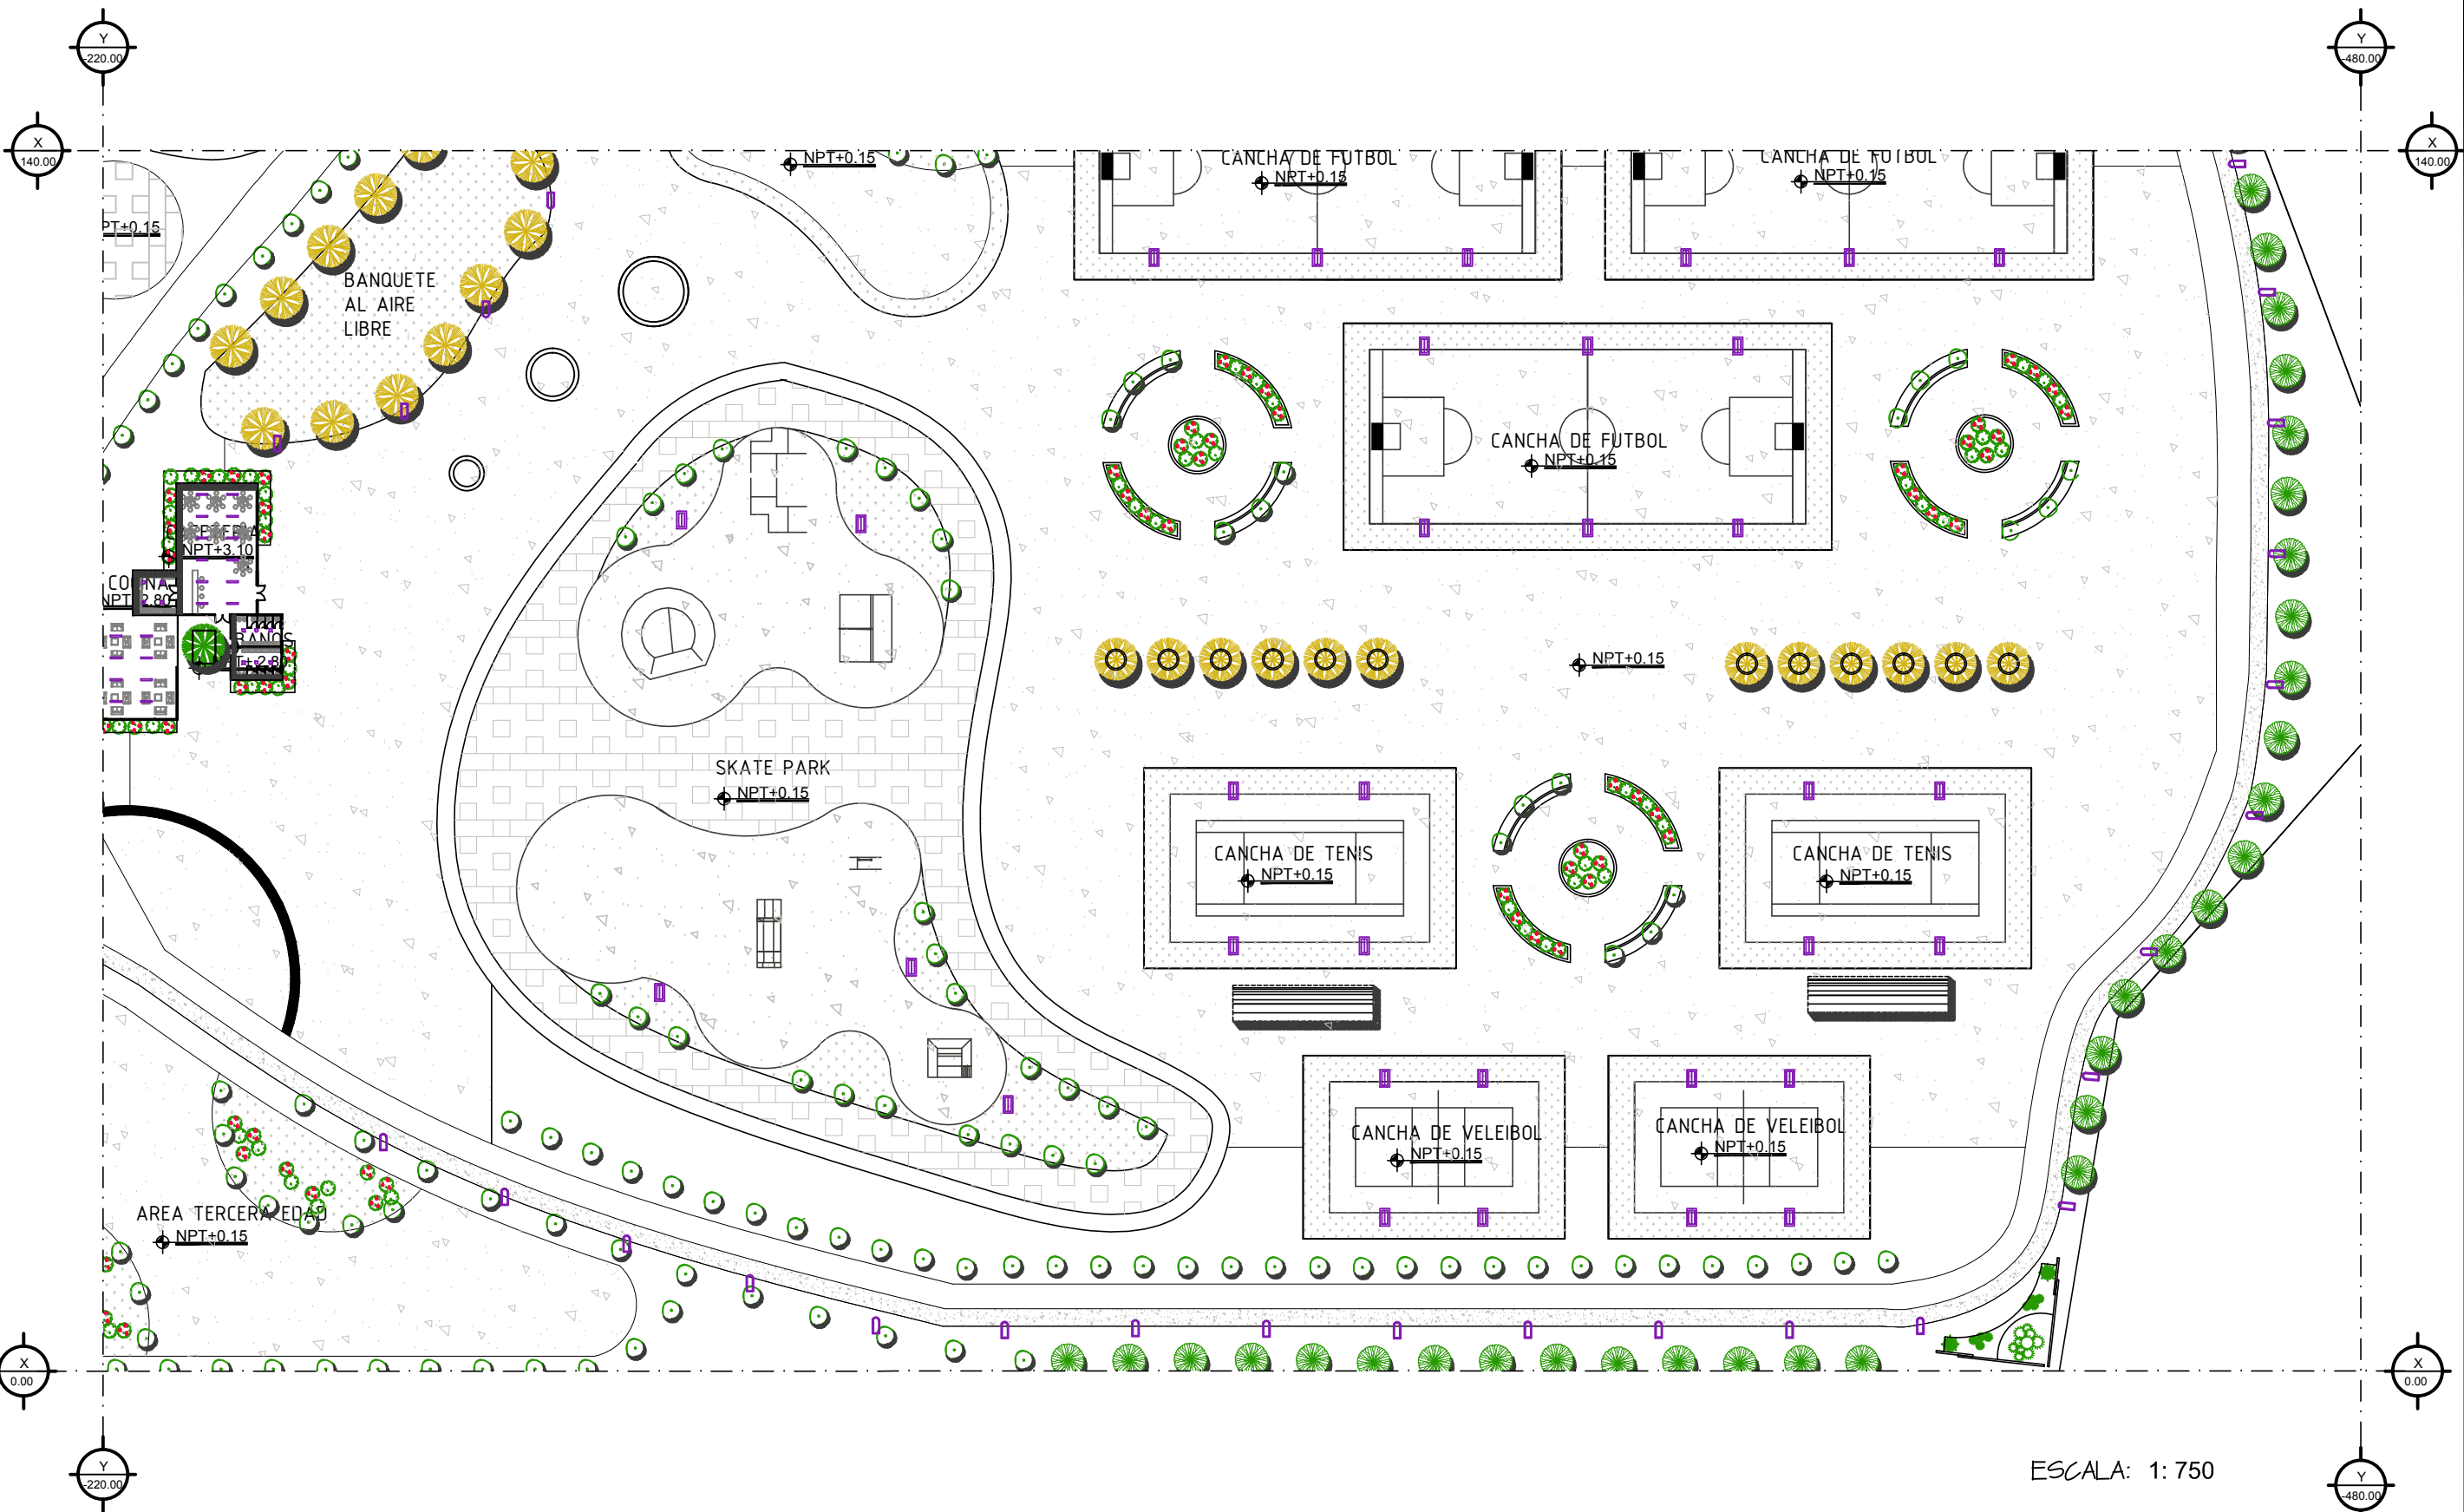 Y
-220.00
Y
-480.00
X
140.00
X
140.00
NPT+0.15
CANCHA DE FUTBOL
NPT+0.15
CANCHA DE FUTBOL
NPT+0.15
PT+0.15
BANQUETE
AL AIRE
LIBRE
CANCHA DE FUTBOL
NPT+0.15
NPT+3.10
BAÑOS
NPT+0.15
SKATE PARK
NPT+0.15
CANCHA DE TENIS
NPT+0.15
CANCHA DE TENIS
NPT+0.15
CANCHA DE VELEIBOL
NPT+0.15
CANCHA DE VELEIBOL
NPT+0.15
AREA TERCERA EDAD
NPT+0.15
X
0.00
X
0.00
Y
-220.00
ESCALA: 1: 750
Y
-480.00